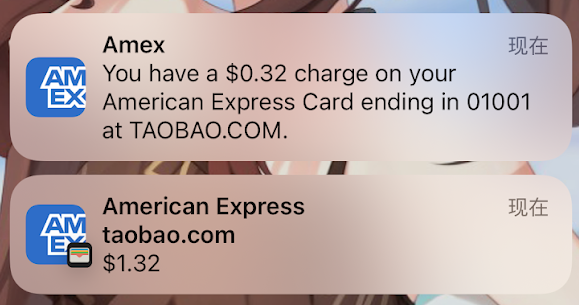 Amex 现在
You have a $0.32 charge on your
American Express Card ending in 01001
at TAOBAO.COM.
AM
EX
American Express 现在
taobao.com
$1.32
AM
EX